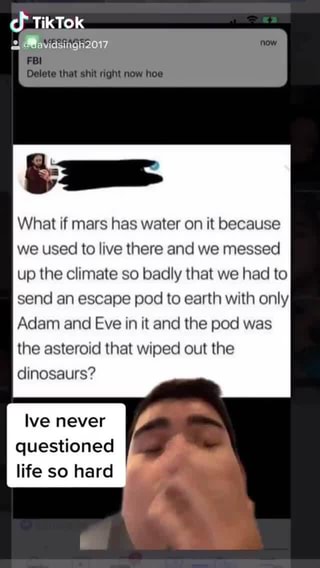 TikTok
@davidsingh2017
MESSAGES
now
FBI
Delete that shit right now hoe
What if mars has water on it because
we used to live there and we messed
up the climate so badly that we had to
send an escape pod to earth with only
Adam and Eve in it and the pod was
the asteroid that wiped out the
dinosaurs?
Ive never
questioned
life so hard